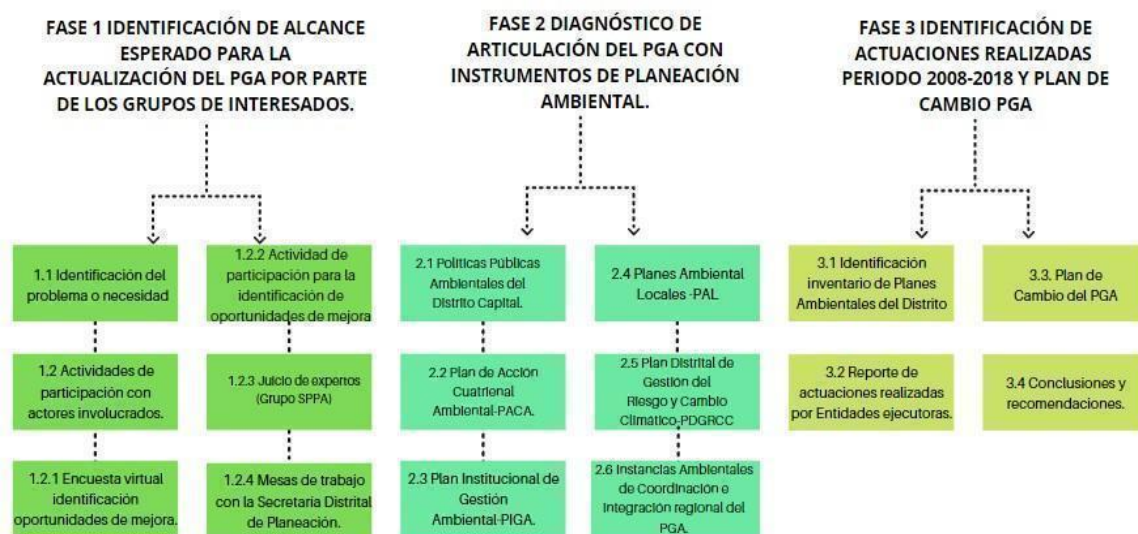 FASE 1 IDENTIFICACIÓN DE ALCANCE
ESPERADO PARA LA
ACTUALIZACIÓN DEL PGA POR PARTE
DE LOS GRUPOS DE INTERESADOS.
1.1 Identificación del
problema o necesidad
1.2 Actividades de
participación con
actores involucrados.
1.2.1 Encuesta virtual
identificación
oportunidades de mejora.
1.2.2 Actividad de
participación para la
identificación de
oportunidades de mejora
1.2.3 Juicio de expertos
(Grupo SPPA)
1.2.4 Mesas de trabajo
con la Secretaría Distrital
de Planeación.
FASE 2 DIAGNÓSTICO DE
ARTICULACIÓN DEL PGA CON
INSTRUMENTOS DE PLANEACIÓN
AMBIENTAL.
2.1 Políticas Públicas
Ambientales del
Distrito Capital.
2.2 Plan de Acción
Cuatrienal
Ambiental-PACA.
2.3 Plan Institucional de
Gestión
Ambiental-PIGA.
2.4 Planes Ambiental
Locales -PAL
2.5 Plan Distrital de
Gestión del
Riesgo y Cambio
Climático-PDGRCC
2.6 Instancias Ambientales
de Coordinación e
integración regional del
PGA.
FASE 3 IDENTIFICACIÓN DE
ACTUACIONES REALIZADAS
PERIODO 2008-2018 Y PLAN DE
CAMBIO PGA
3.1 Identificación
inventario de Planes
Ambientales del Distrito
3.2 Reporte de
actuaciones realizadas
por Entidades ejecutoras.
3.3. Plan de
Cambio del PGA
3.4 Conclusiones y
recomendaciones.